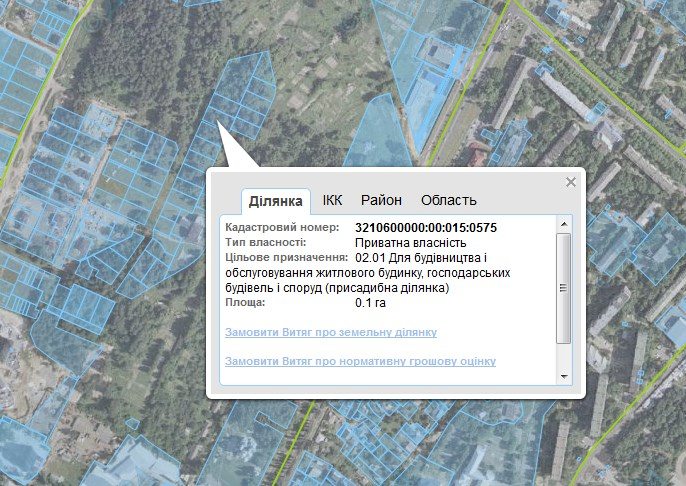 Ділянка ІКК Район Область
Кадастровий номер: 3210600000:00:015:0575
Тип власності: Приватна власність
Цільове призначення: 02.01 Для будівництва і
обслуговування житлового будинку, господарських
будівель і споруд (присадибна ділянка)
Площа: 0.1 га
Замовити Витяг про земельну ділянку
Замовити Витяг про нормативну грошову оцінку